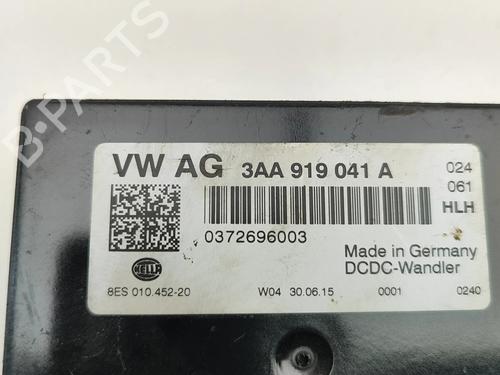 B-PARTS
VW AG 3AA 919 041 A
024
061
HLH
0372696003
Made in Germany
DCDC-Wandler
HELLA
8ES 010.452-20 W04 30.06.15 0001 0240